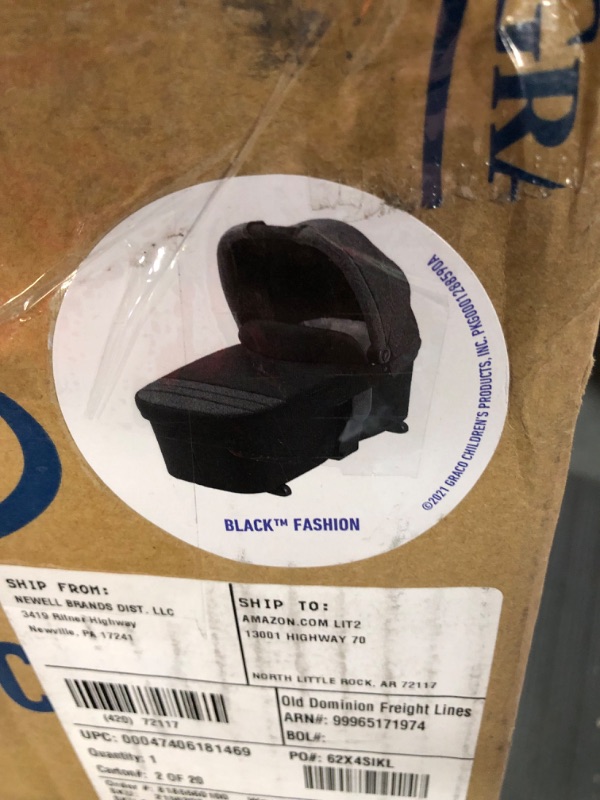 GRA
©2021 GRACO CHILDREN'S PRODUCTS, INC. PKG0001288590A
BLACK™ FASHION
SHIP FROM:
NEWELL BRANDS DIST. LLC
3419 Ritner Highway
Newville, PA 17241
SHIP TO:
AMAZON.COM LIT2
13001 HIGHWAY 70
NORTH LITTLE ROCK, AR 72117
(420) 72117
Old Dominion Freight Lines
ARN#: 99965171974
BOL#:
UPC: 00047406181469
Quantity: 1
Carton#: 2 OF 20
PO#: 62X4SIKL
C